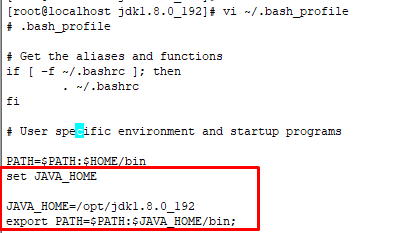 [root@localhost jdk1.8.0_192]# vi ~/.bash_profile
# .bash_profile

# Get the aliases and functions
if [ -f ~/.bashrc ]; then
        . ~/.bashrc
fi

# User specific environment and startup programs

PATH=$PATH:$HOME/bin
set JAVA_HOME

JAVA_HOME=/opt/jdk1.8.0_192
export PATH=$PATH:$JAVA_HOME/bin;